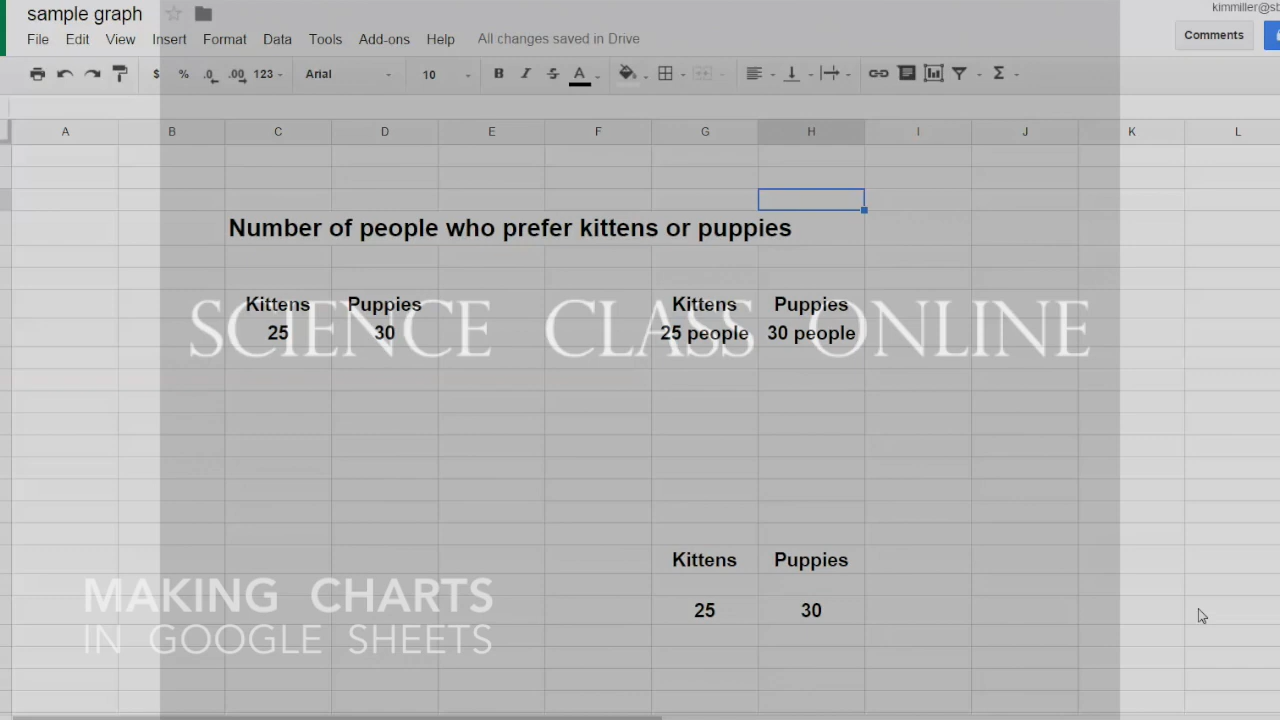 sample graph
kimmiller@sb
File Edit View Insert Format Data Tools Add-ons Help All changes saved in Drive
Comments
$ % .0 .00 123 Arial 10 B I S A Σ
A B C D E F G H I J K L
Number of people who prefer kittens or puppies
Kittens Puppies Kittens Puppies
SCIENCE CLASS ONLINE
25 30 25 people 30 people
Kittens Puppies
MAKING CHARTS
25 30
IN GOOGLE SHEETS